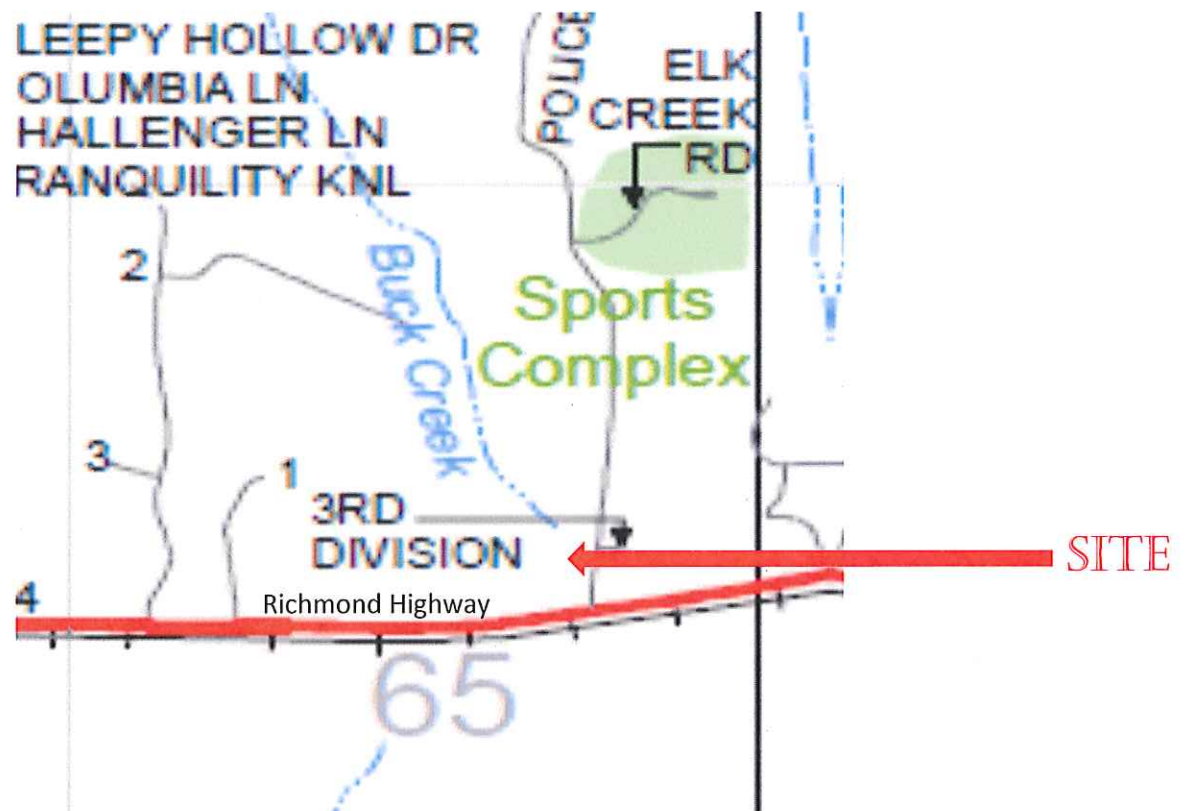 LEEPY HOLLOW DR
OLUMBIA LN
HALLENGER LN
RANQUILITY KNL
POLICE
ELK
CREEK
RD
2
Buck Creek
Sports
Complex
3
1
3RD
DIVISION
SITE
4
Richmond Highway
65